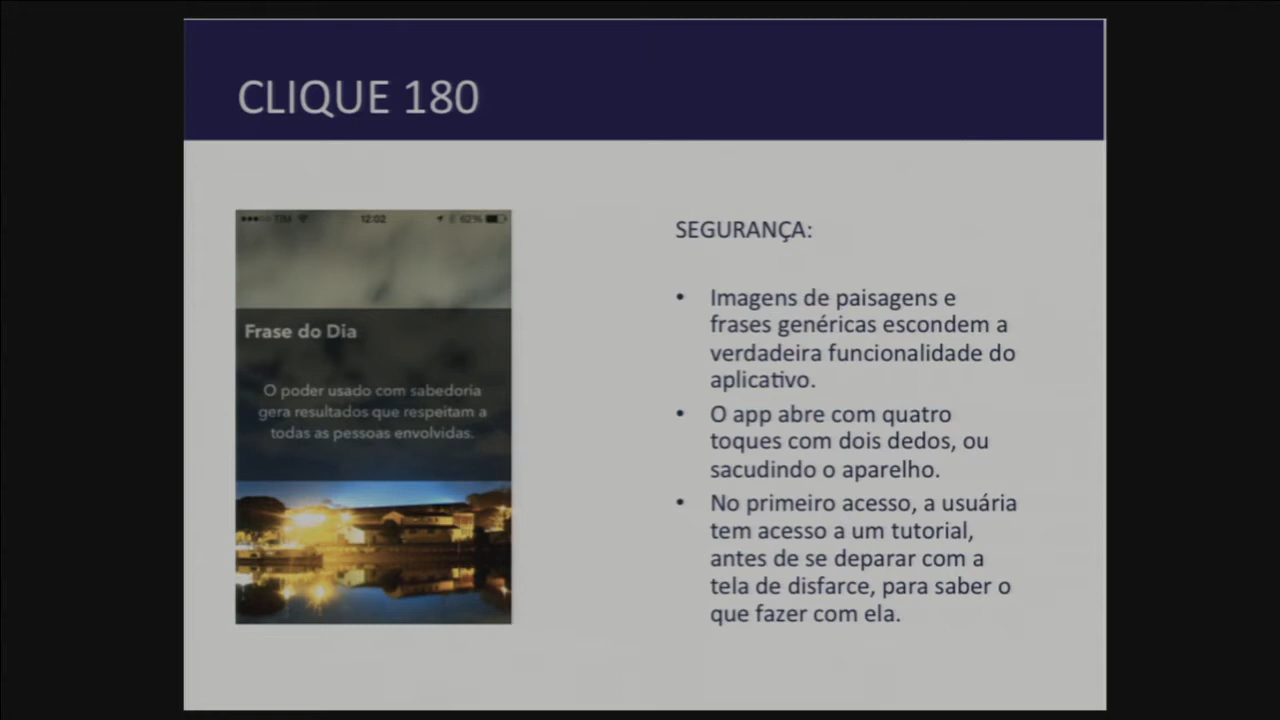 CLIQUE 180
TIM 12:02 62%
Frase do Dia
O poder usado com sabedoria
gera resultados que respeitam a
todas as pessoas envolvidas.
SEGURANÇA:
• Imagens de paisagens e
frases genéricas escondem a
verdadeira funcionalidade do
aplicativo.
• O app abre com quatro
toques com dois dedos, ou
sacudindo o aparelho.
• No primeiro acesso, a usuária
tem acesso a um tutorial,
antes de se deparar com a
tela de disfarce, para saber o
que fazer com ela.